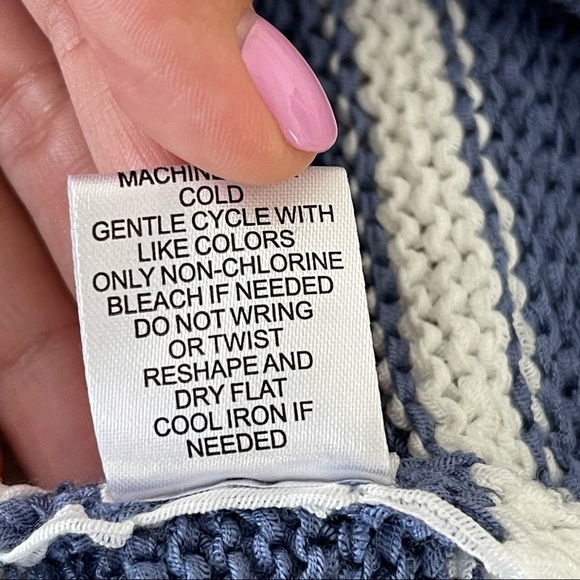 MACHINE
COLD
GENTLE CYCLE WITH
LIKE COLORS
ONLY NON-CHLORINE
BLEACH IF NEEDED
DO NOT WRING
OR TWIST
RESHAPE AND
DRY FLAT
COOL IRON IF
NEEDED